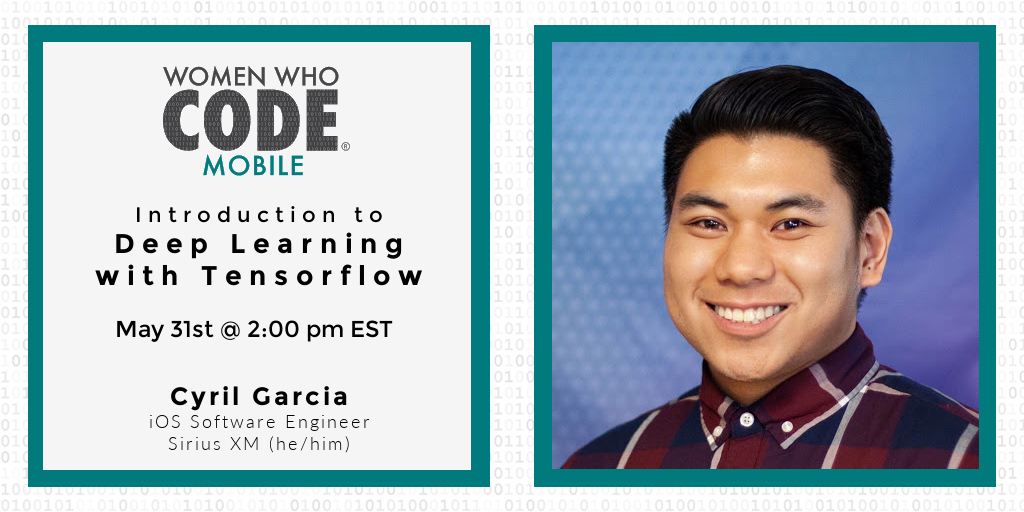 WOMEN WHO
CODE®
MOBILE
Introduction to
Deep Learning
with Tensorflow
May 31st @ 2:00 pm EST
Cyril Garcia
iOS Software Engineer
Sirius XM (he/him)